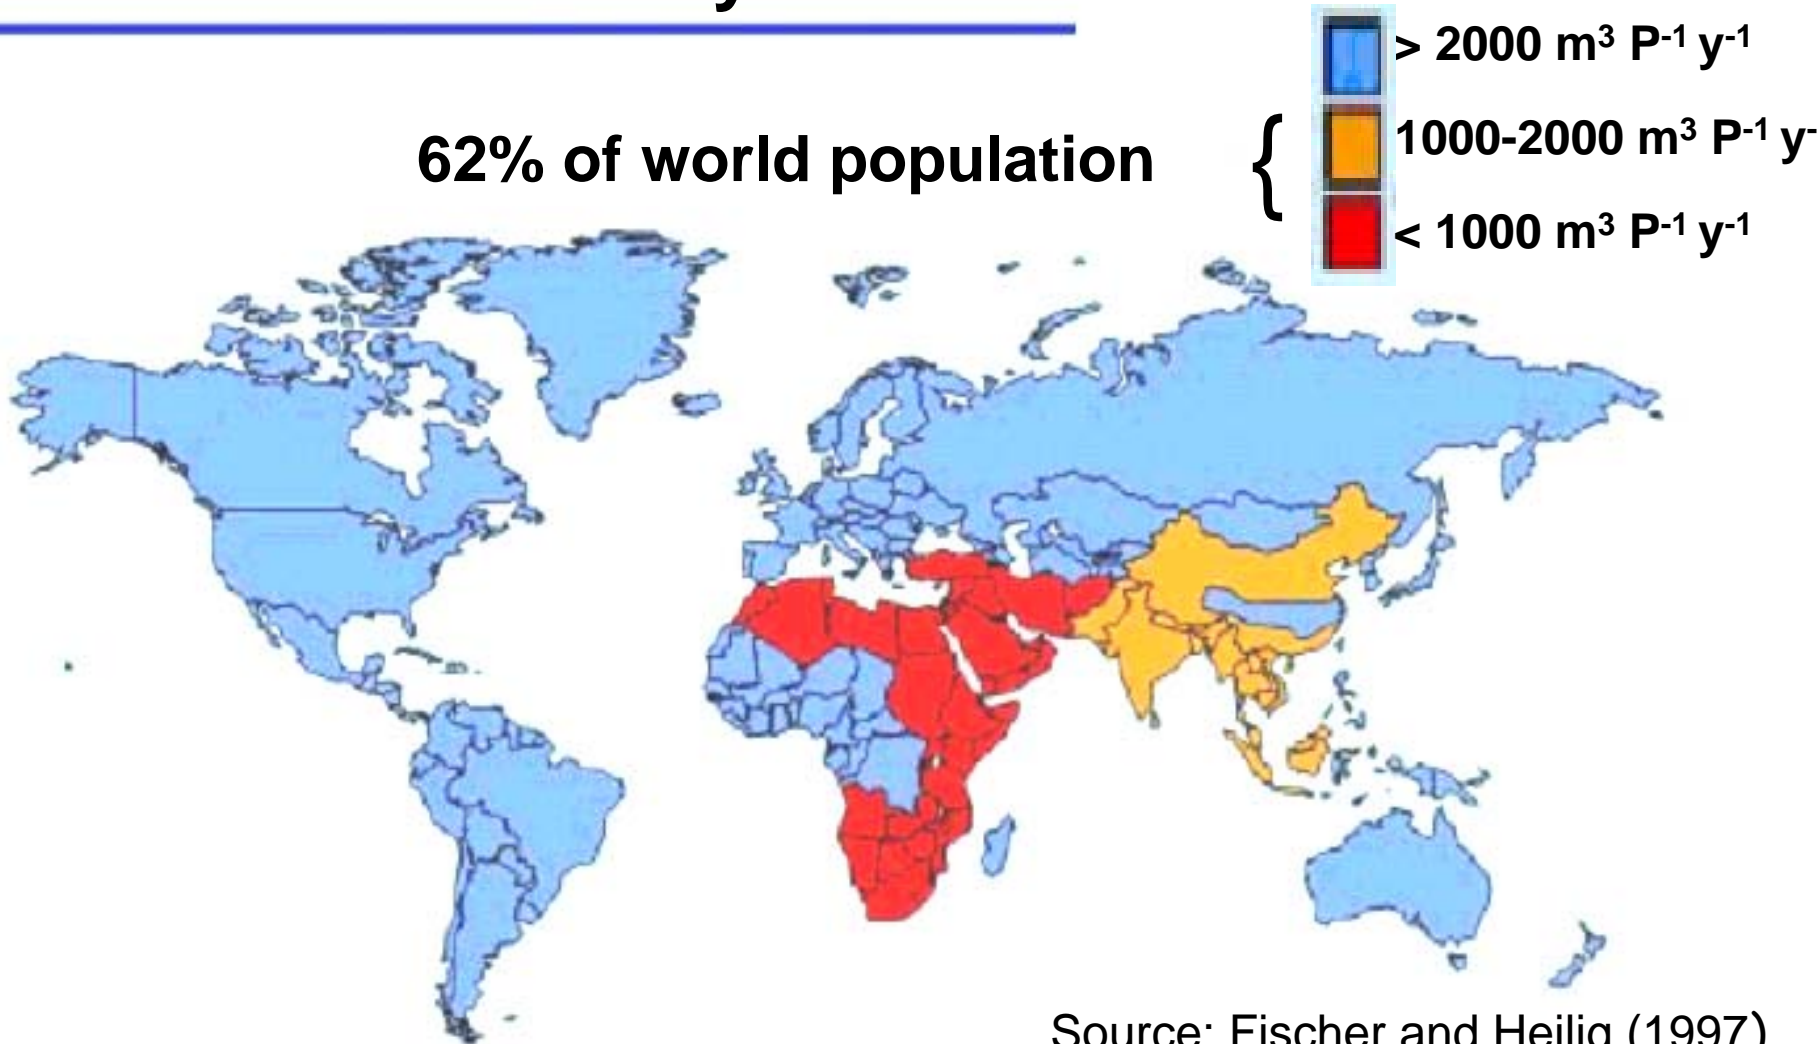 > 2000 m³ P⁻¹ y⁻¹
62% of world population {
1000-2000 m³ P⁻¹ y⁻
< 1000 m³ P⁻¹ y⁻¹
Source: Fischer and Heilig (1997)